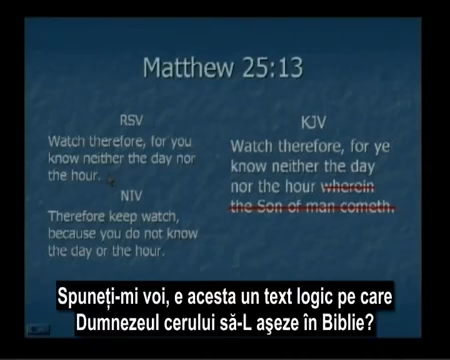 Matthew 25:13
RSV
Watch therefore, for you
know neither the day nor
the hour.
NIV
Therefore keep watch,
because you do not know
the day or the hour.
KJV
Watch therefore, for ye
know neither the day
nor the hour wherein
the Son of man cometh.
Spuneți-mi voi, e acesta un text logic pe care
Dumnezeul cerului să-L aşeze în Biblie?